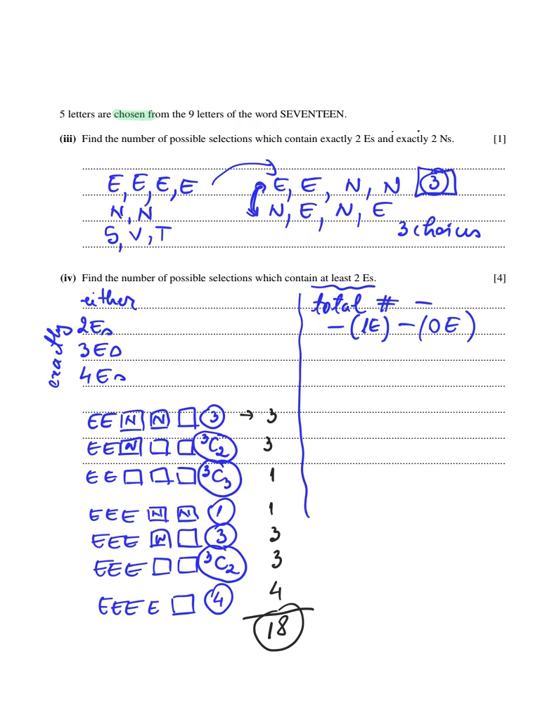 5 letters are chosen from the 9 letters of the word SEVENTEEN.
(iii) Find the number of possible selections which contain exactly 2 Es and exactly 2 Ns. [1]
E, E, E, E
N, N
S, V, T
E, E, N, N 3
N, E, N, E
3 choices
(iv) Find the number of possible selections which contain at least 2 Es. [4]
either
exactly
2Es
3Es
4Es
total # -
- (1E) - (0E)
EE N N 3 → 3
EE N ³C₂ 3
EE ³C₃ 1
EEE N N 1 1
EEE N 3 3
EEE ³C₂ 3
EEEE 4 4
18